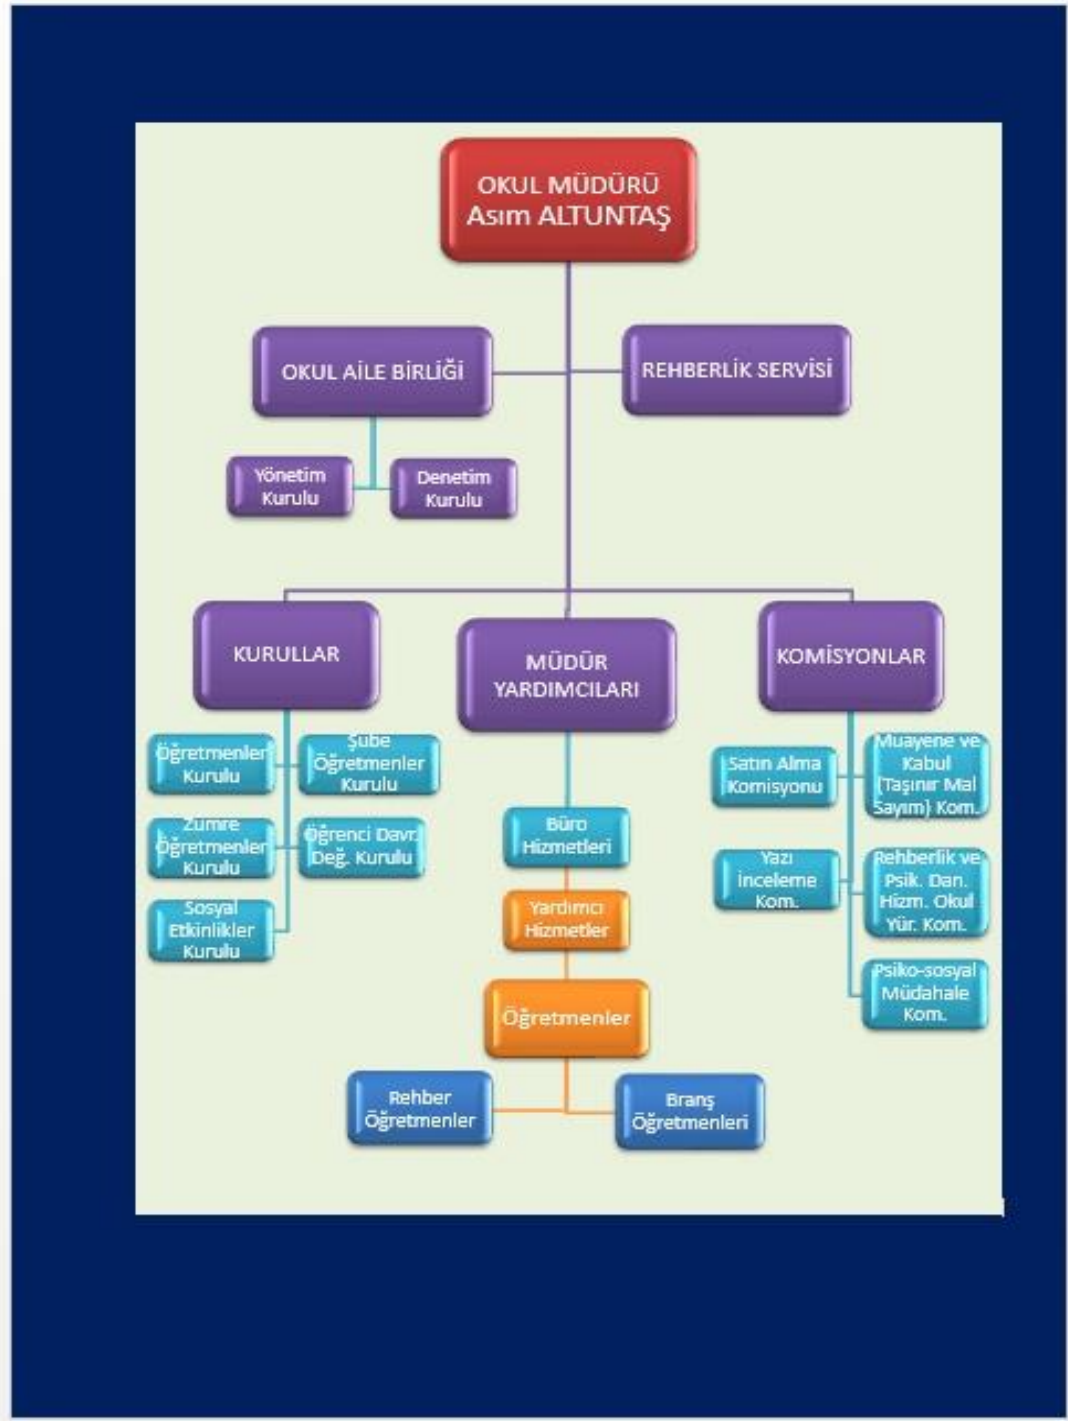 OKUL MÜDÜRÜ
Asım ALTUNTAŞ
OKUL AİLE BİRLİĞİ
REHBERLİK SERVİSİ
Yönetim
Kurulu
Denetim
Kurulu
KURULLAR
MÜDÜR
YARDIMCILARI
KOMİSYONLAR
Öğretmenler
Kurulu
Şube
Öğretmenler
Kurulu
Zümre
Öğretmenler
Kurulu
Öğrenci Davr.
Değ. Kurulu
Sosyal
Etkinlikler
Kurulu
Büro
Hizmetleri
Yardımcı
Hizmetler
Öğretmenler
Rehber
Öğretmenler
Branş
Öğretmenleri
Satın Alma
Komisyonu
Muayene ve
Kabul
(Taşınır Mal
Sayım) Kom.
Yazı
İnceleme
Kom.
Rehberlik ve
Psik. Dan.
Hizm. Okul
Yür. Kom.
Psiko-sosyal
Müdahale
Kom.